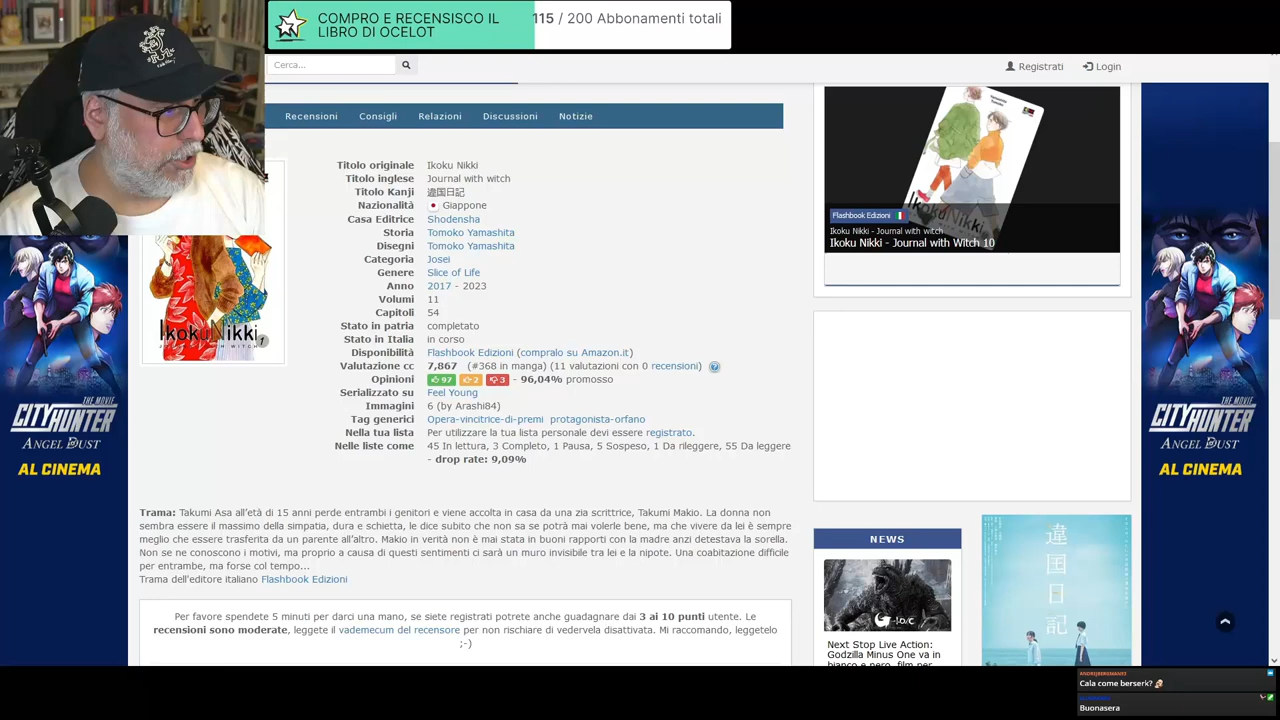 COMPRO E RECENSISCO IL
LIBRO DI OCELOT
115 / 200 Abbonamenti totali
Cerca...
Registrati
Login
Recensioni
Consigli
Relazioni
Discussioni
Notizie
Titolo originale Ikoku Nikki
Titolo inglese Journal with witch
Titolo Kanji 違国日記
Nazionalità Giappone
Casa Editrice Shodensha
Storia Tomoko Yamashita
Disegni Tomoko Yamashita
Categoria Josei
Genere Slice of Life
Anno 2017 - 2023
Volumi 11
Capitoli 54
Stato in patria completato
Stato in Italia in corso
Disponibilità Flashbook Edizioni (compralo su Amazon.it)
Valutazione cc 7,867 (#368 in manga) (11 valutazioni con 0 recensioni)
Opinioni 97 2 3 - 96,04% promosso
Serializzato su Feel Young
Immagini 6 (by Arashi84)
Tag generici Opera-vincitrice-di-premi protagonista-orfano
Nella tua lista Per utilizzare la tua lista personale devi essere registrato.
Nelle liste come 45 In lettura, 3 Completo, 1 Pausa, 5 Sospeso, 1 Da rileggere, 55 Da leggere
- drop rate: 9,09%
Ikoku Nikki
Trama: Takumi Asa all'età di 15 anni perde entrambi i genitori e viene accolta in casa da una zia scrittrice, Takumi Makio. La donna non
sembra essere il massimo della simpatia, dura e schietta, le dice subito che non sa se potrà mai volerle bene, ma che vivere da lei è sempre
meglio che essere trasferita da un parente all'altro. Makio in verità non è mai stata in buoni rapporti con la madre anzi detestava la sorella.
Non se ne conoscono i motivi, ma proprio a causa di questi sentimenti ci sarà un muro invisibile tra lei e la nipote. Una coabitazione difficile
per entrambe, ma forse col tempo...
Trama dell'editore italiano Flashbook Edizioni
Per favore spendete 5 minuti per darci una mano, se siete registrati potrete anche guadagnare dai 3 ai 10 punti utente. Le
recensioni sono moderate, leggete il vademecum del recensore per non rischiare di vedervela disattivata. Mi raccomando, leggetelo
;-)
Flashbook Edizioni
Ikoku Nikki - Journal with witch
Ikoku Nikki - Journal with Witch 10
NEWS
Next Stop Live Action:
Godzilla Minus One va in
bianco e nero, film per
違国日記
THE MOVIE
CITYHUNTER
ANGEL DUST
AL CINEMA
THE MOVIE
CITYHUNTER
ANGEL DUST
AL CINEMA
Cala come berserk?
Buonasera